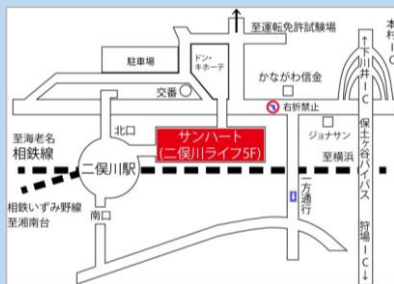 至運転免許試験場
本村IC
↑下川井IC
保土ヶ谷バイパス
狩場IC↓
駐車場
ドン・
キホーテ
かながわ信金
交番
右折禁止
北口
サンハート
(二俣川ライフ5F)
ジョナサン
至海老名
相鉄線
至横浜
二俣川駅
一方通行
相鉄いずみ野線
至湘南台
南口